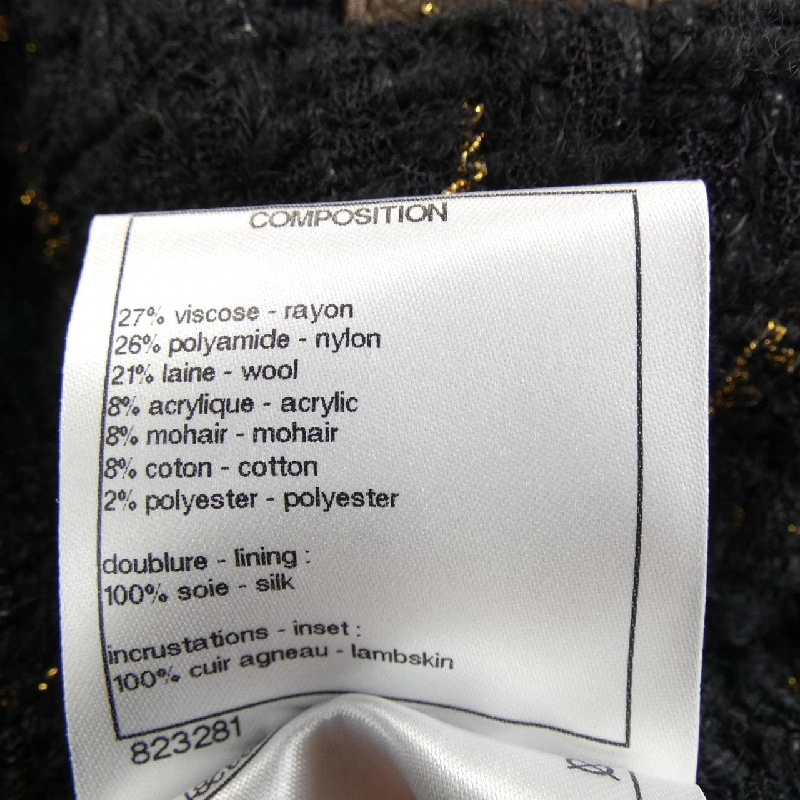 COMPOSITION
27% viscose - rayon
26% polyamide - nylon
21% laine - wool
8% acrylique - acrylic
8% mohair - mohair
8% coton - cotton
2% polyester - polyester
doublure - lining :
100% soie - silk
incrustations - inset :
100% cuir agneau - lambskin
823281